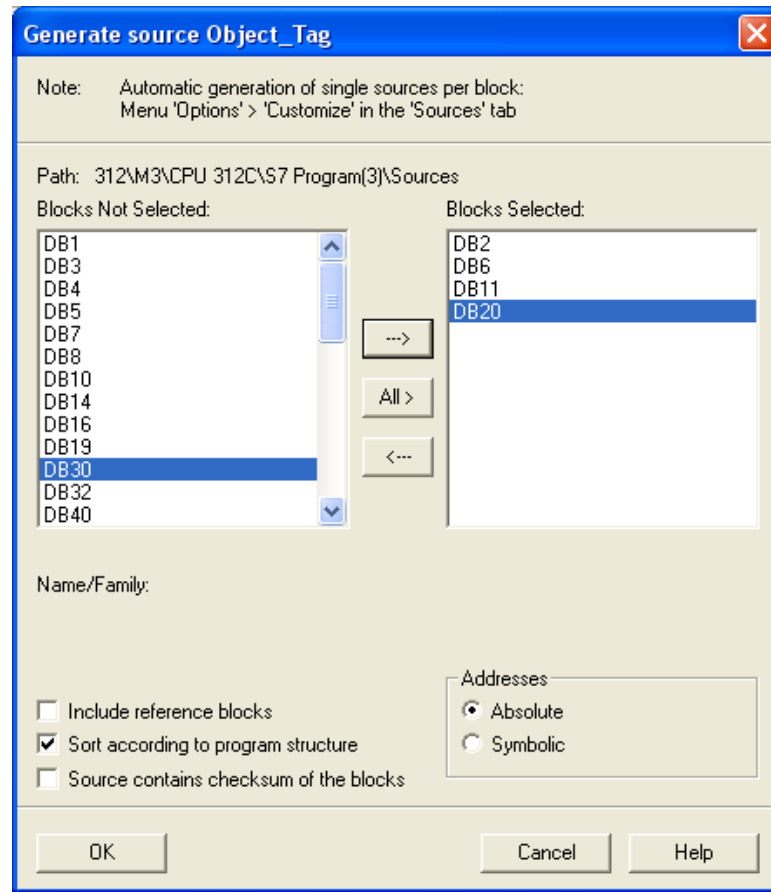 Generate source Object_Tag
Note: Automatic generation of single sources per block:
Menu 'Options' > 'Customize' in the 'Sources' tab
Path: 312\M3\CPU 312C\S7 Program(3)\Sources
Blocks Not Selected:
DB1
DB3
DB4
DB5
DB7
DB8
DB10
DB14
DB16
DB19
DB30
DB32
DB40
--->
All >
<---
Blocks Selected:
DB2
DB6
DB11
DB20
Name/Family:
Include reference blocks
Sort according to program structure
Source contains checksum of the blocks
Addresses
Absolute
Symbolic
OK
Cancel
Help